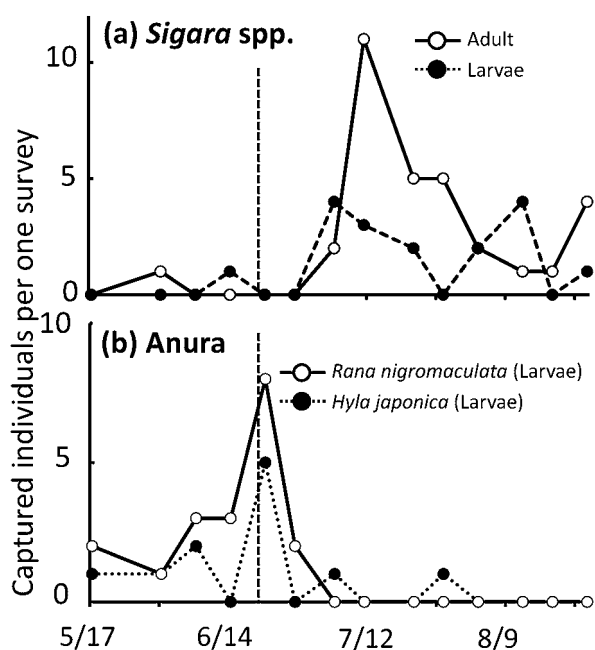 (a) Sigara spp.
Adult
Larvae
10
5
0
Captured individuals per one survey
10
(b) Anura
Rana nigromaculata (Larvae)
Hyla japonica (Larvae)
5
0
5/17 6/14 7/12 8/9